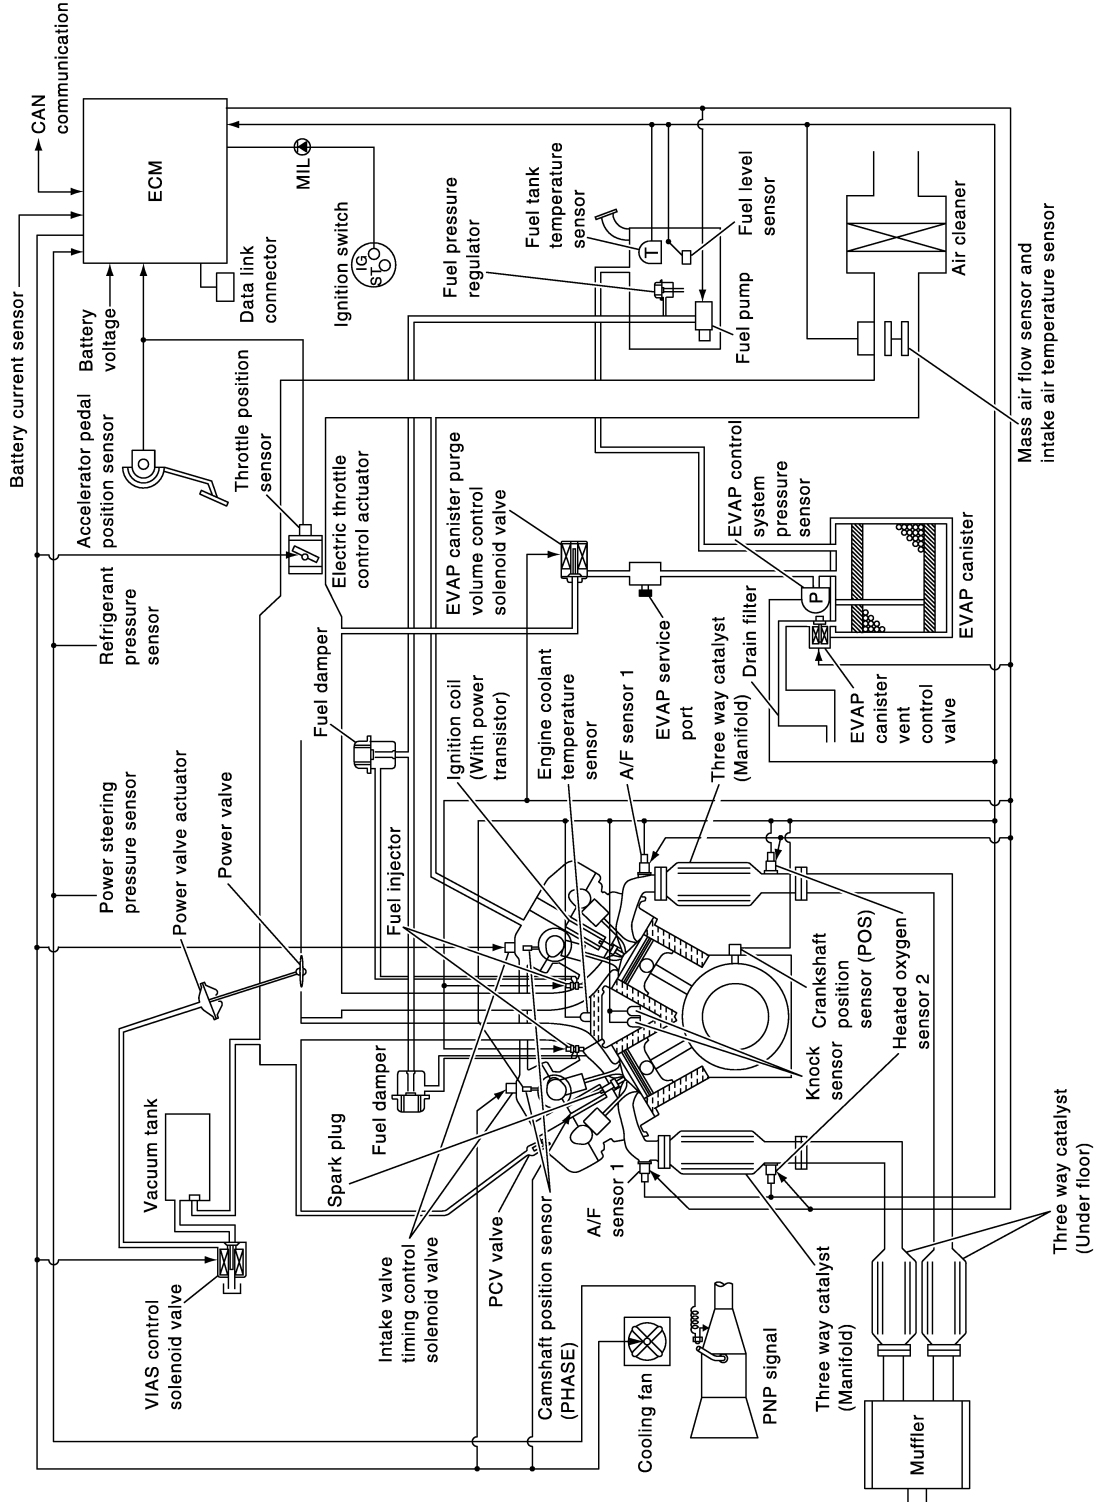 Battery current sensor
CAN
communication
ECM
Battery
voltage
Data link
connector
MIL
Ignition switch
IG
ST
Accelerator pedal
position sensor
Throttle position
sensor
Electric throttle
control actuator
Refrigerant
pressure
sensor
Power steering
pressure sensor
Power valve actuator
Power valve
Vacuum tank
VIAS control
solenoid valve
Fuel pressure
regulator
Fuel tank
temperature
sensor
T
Fuel level
sensor
Fuel pump
Air cleaner
Mass air flow sensor and
intake air temperature sensor
EVAP canister purge
volume control
solenoid valve
EVAP control
system
pressure
sensor
P
EVAP canister
EVAP service
port
Drain filter
EVAP
canister
vent
control
valve
Fuel damper
Ignition coil
(With power
transistor)
Engine coolant
temperature
sensor
A/F sensor 1
Three way catalyst
(Manifold)
Fuel injector
Fuel damper
Spark plug
Intake valve
timing control
solenoid valve
PCV valve
Camshaft position sensor
(PHASE)
A/F
sensor 1
Crankshaft
position
sensor (POS)
Knock
sensor
Heated oxygen
sensor 2
Three way catalyst
(Under floor)
Three way catalyst
(Manifold)
Cooling fan
PNP signal
Muffler